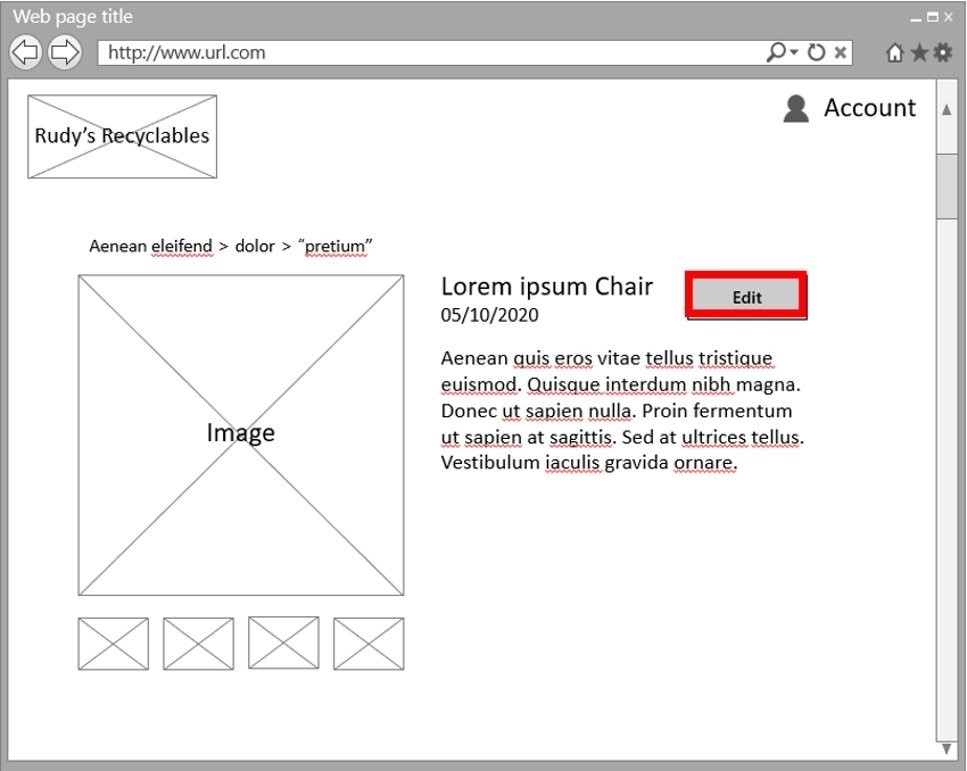 Web page title
http://www.url.com
Rudy's Recyclables
Account
Aenean eleifend > dolor > “pretium”
Lorem ipsum Chair
Edit
05/10/2020
Aenean quis eros vitae tellus tristique
euismod. Quisque interdum nibh magna.
Donec ut sapien nulla. Proin fermentum
ut sapien at sagittis. Sed at ultrices tellus.
Vestibulum iaculis gravida ornare.
Image